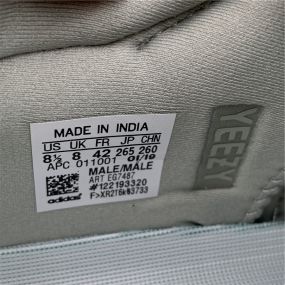 MADE IN INDIA
US UK FR JP CHN
8½ 8 42 265 260
APC 011001 01/19
MALE/MÂLE
ART EG7487
#122193320
adidas
YEEZY